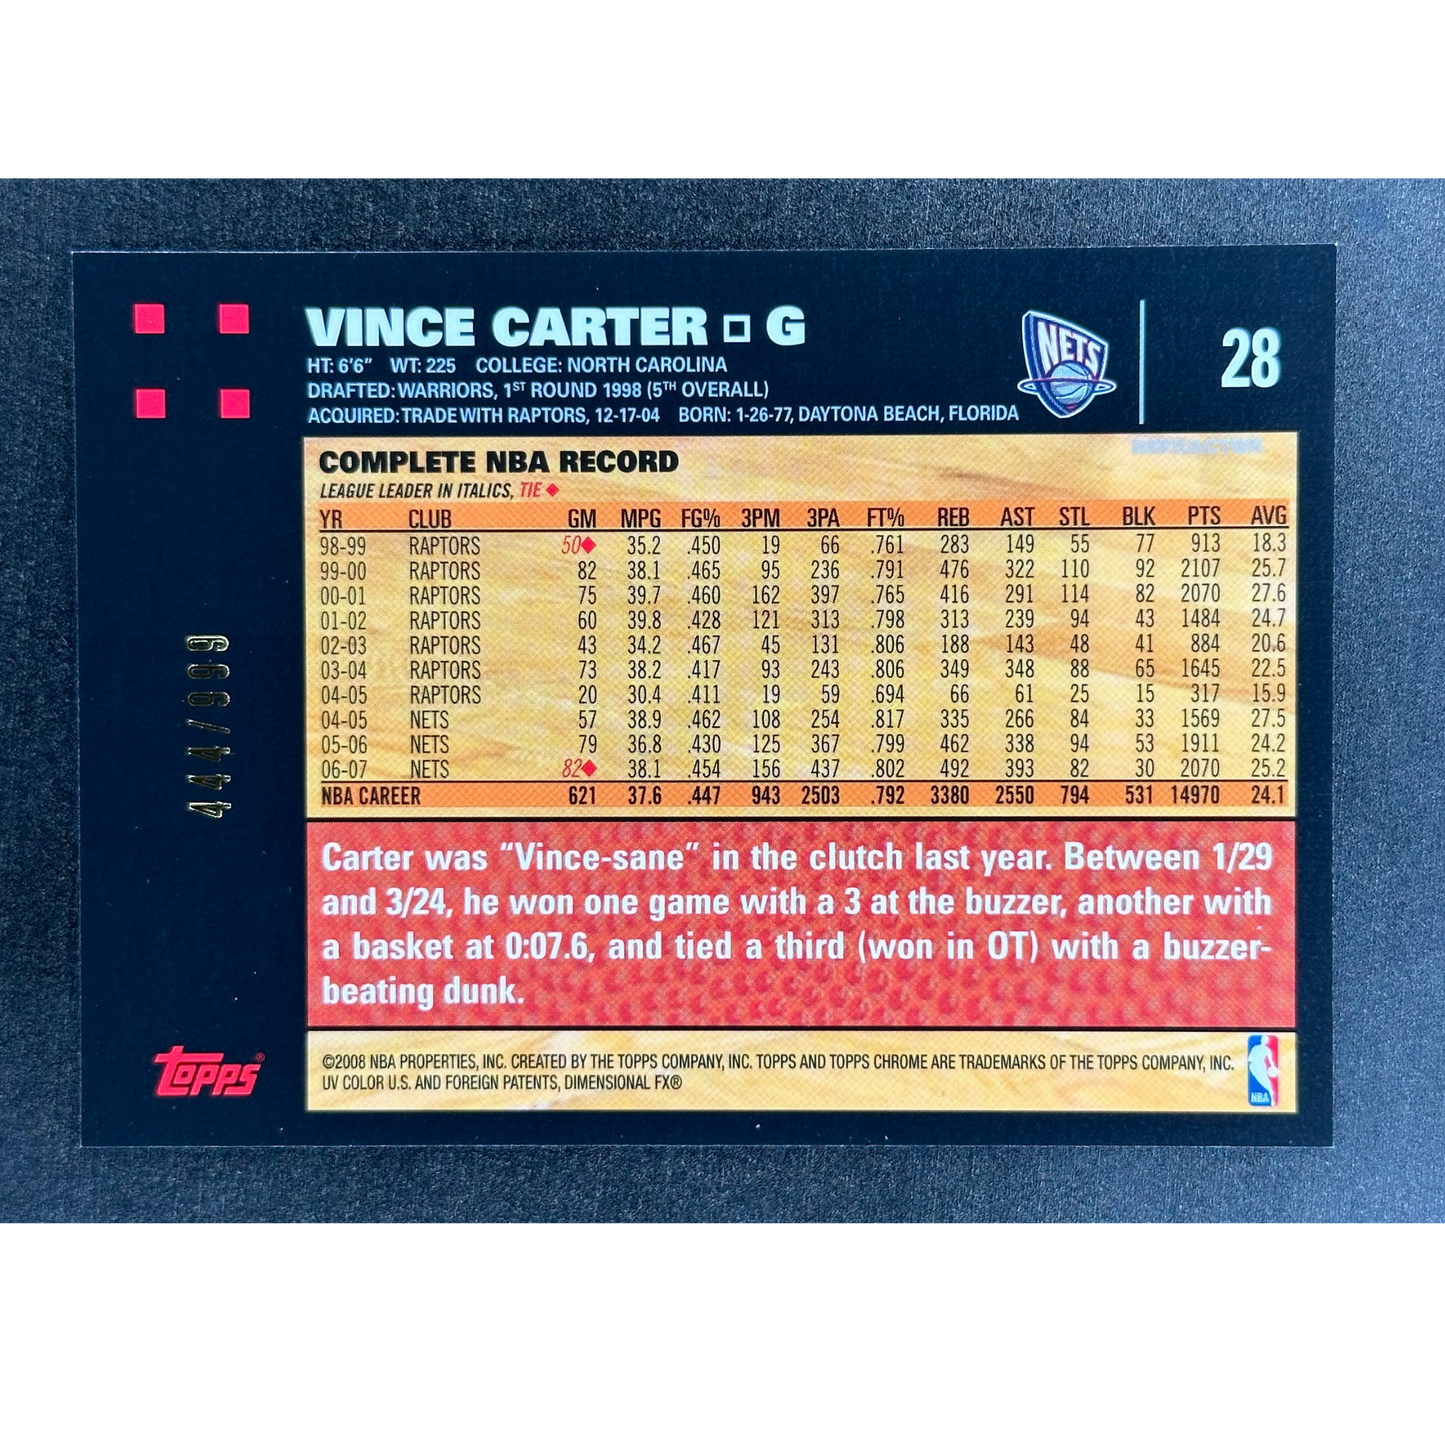 VINCE CARTER □ G
HT: 6'6" WT: 225 COLLEGE: NORTH CAROLINA
DRAFTED: WARRIORS, 1ST ROUND 1998 (5TH OVERALL)
ACQUIRED: TRADE WITH RAPTORS, 12-17-04 BORN: 1-26-77, DAYTONA BEACH, FLORIDA
NETS
28
REFRACTOR
COMPLETE NBA RECORD
LEAGUE LEADER IN ITALICS, TIE ◆
YR CLUB GM MPG FG% 3PM 3PA FT% REB AST STL BLK PTS AVG
98-99 RAPTORS 50◆ 35.2 .450 19 66 .761 283 149 55 77 913 18.3
99-00 RAPTORS 82 38.1 .465 95 236 .791 476 322 110 92 2107 25.7
00-01 RAPTORS 75 39.7 .460 162 397 .765 416 291 114 82 2070 27.6
01-02 RAPTORS 60 39.8 .428 121 313 .798 313 239 94 43 1484 24.7
02-03 RAPTORS 43 34.2 .467 45 131 .806 188 143 48 41 884 20.6
03-04 RAPTORS 73 38.2 .417 93 243 .806 349 348 88 65 1645 22.5
04-05 RAPTORS 20 30.4 .411 19 59 .694 66 61 25 15 317 15.9
04-05 NETS 57 38.9 .462 108 254 .817 335 266 84 33 1569 27.5
05-06 NETS 79 36.8 .430 125 367 .799 462 338 94 53 1911 24.2
06-07 NETS 82◆ 38.1 .454 156 437 .802 492 393 82 30 2070 25.2
NBA CAREER 621 37.6 .447 943 2503 .792 3380 2550 794 531 14970 24.1
444/999
Carter was "Vince-sane" in the clutch last year. Between 1/29
and 3/24, he won one game with a 3 at the buzzer, another with
a basket at 0:07.6, and tied a third (won in OT) with a buzzer-
beating dunk.
Topps®
©2008 NBA PROPERTIES, INC. CREATED BY THE TOPPS COMPANY, INC. TOPPS AND TOPPS CHROME ARE TRADEMARKS OF THE TOPPS COMPANY, INC.
UV COLOR U.S. AND FOREIGN PATENTS, DIMENSIONAL FX®
NBA